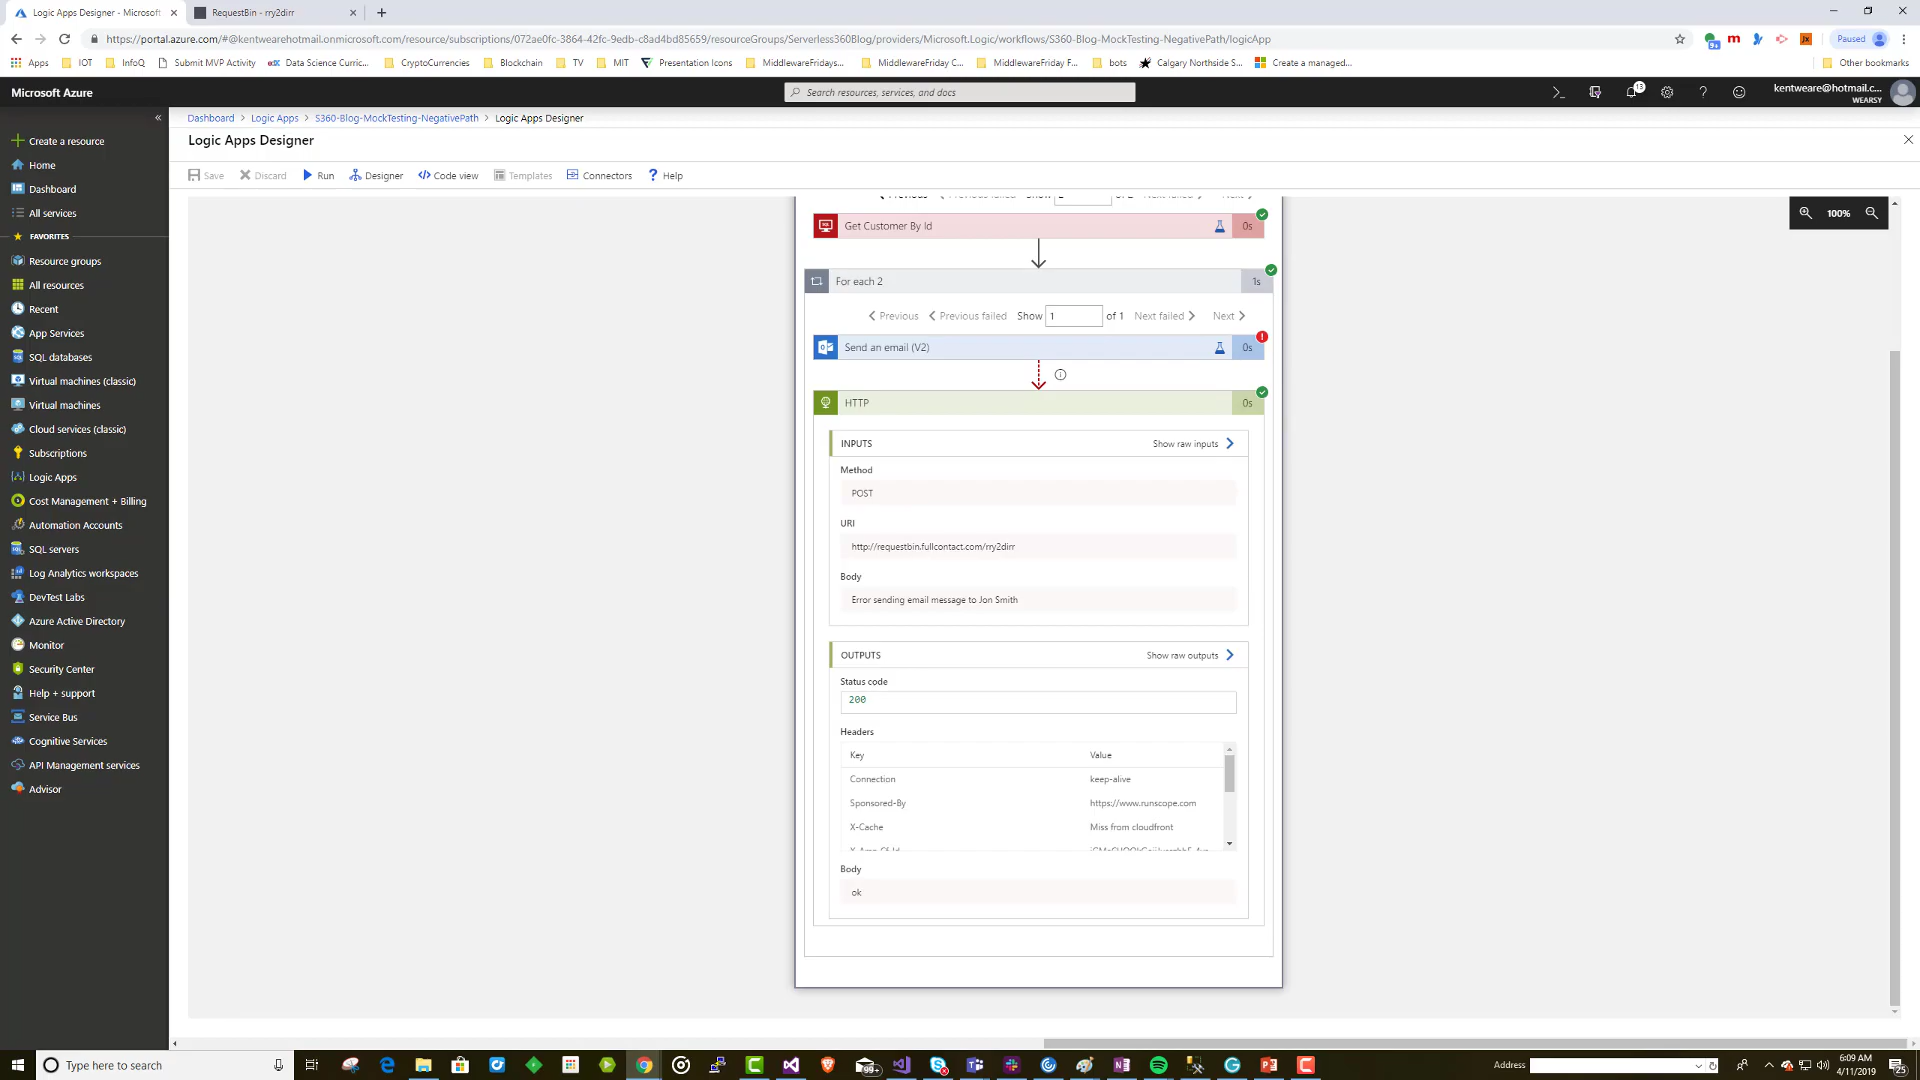 Logic Apps Designer - Microsoft
RequestBin - rry2dirr
https://portal.azure.com/#@kentwearehotmail.onmicrosoft.com/resource/subscriptions/072ae0fc-3864-42fc-9edb-c8ad4bd85659/resourceGroups/Serverless360Blog/providers/Microsoft.Logic/workflows/S360-Blog-MockTesting-NegativePath/logicApp
Paused
Apps IOT InfoQ Submit MVP Activity Data Science Curric... CryptoCurrencies Blockchain TV MIT Presentation Icons MiddlewareFridays... MiddlewareFriday C... MiddlewareFriday F... bots Calgary Northside S... Create a managed... Other bookmarks
Microsoft Azure
Search resources, services, and docs
13
kentweare@hotmail.c...
WEARSY
Create a resource
Home
Dashboard
All services
FAVORITES
Resource groups
All resources
Recent
App Services
SQL databases
Virtual machines (classic)
Virtual machines
Cloud services (classic)
Subscriptions
Logic Apps
Cost Management + Billing
Automation Accounts
SQL servers
Log Analytics workspaces
DevTest Labs
Azure Active Directory
Monitor
Security Center
Help + support
Service Bus
Cognitive Services
API Management services
Advisor
Dashboard > Logic Apps > S360-Blog-MockTesting-NegativePath > Logic Apps Designer
Logic Apps Designer
Save Discard Run Designer Code view Templates Connectors Help
100%
Get Customer By Id 0s
For each 2 1s
Previous Previous failed Show 1 of 1 Next failed Next
Send an email (V2) 0s
HTTP 0s
INPUTS Show raw inputs
Method
POST
URI
http://requestbin.fullcontact.com/rry2dirr
Body
Error sending email message to Jon Smith
OUTPUTS Show raw outputs
Status code
200
Headers
Key Value
Connection keep-alive
Sponsored-By https://www.runscope.com
X-Cache Miss from cloudfront
Body
ok
Type here to search
99+
Address
6:09 AM
4/11/2019
25